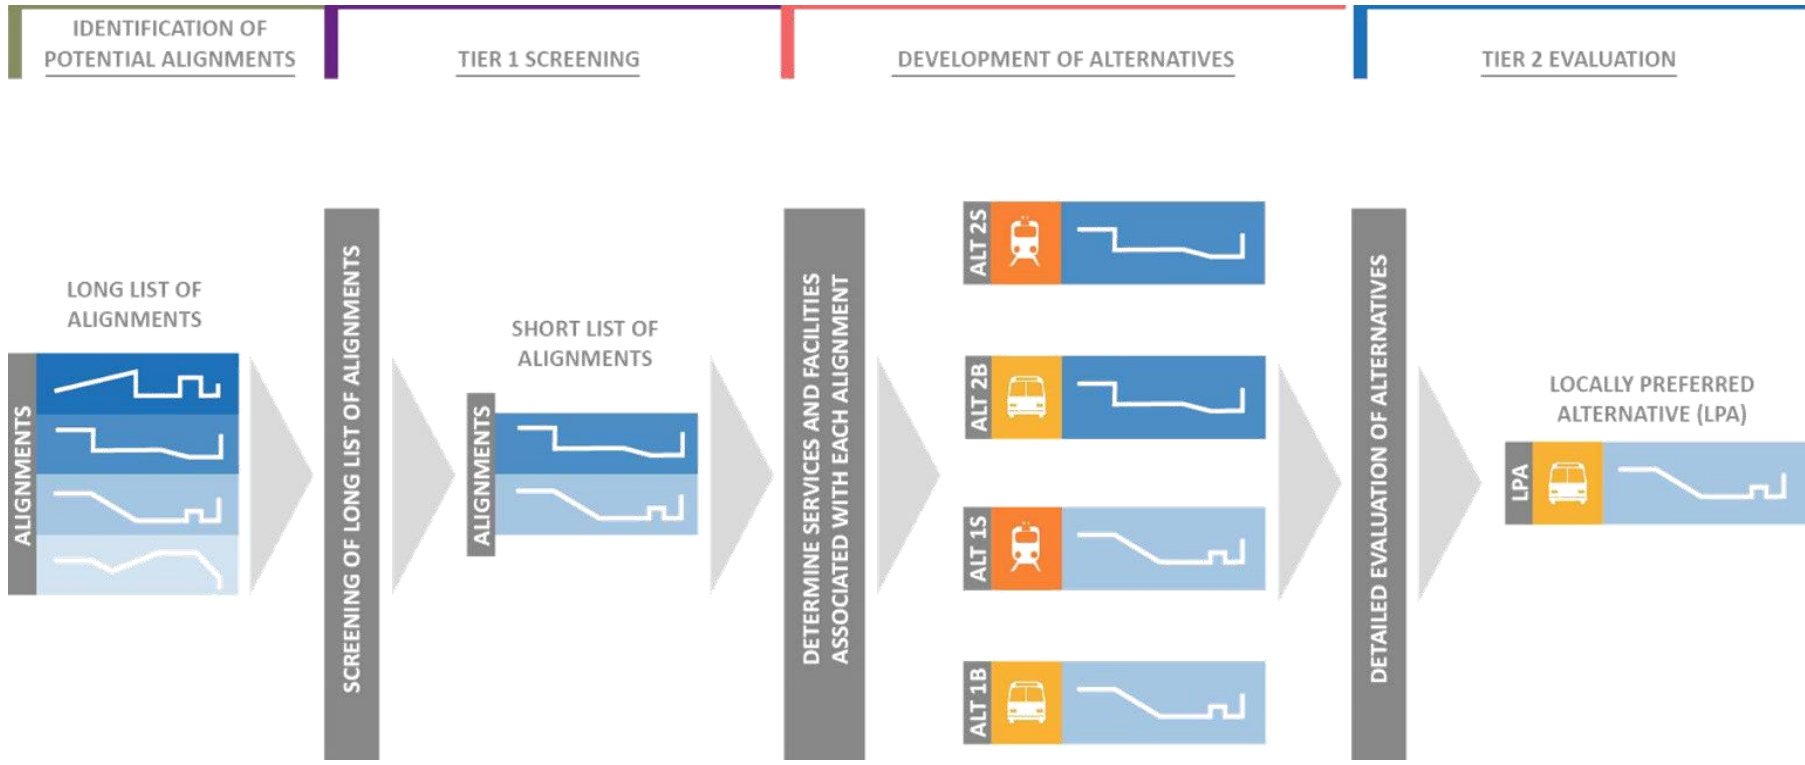 IDENTIFICATION OF
POTENTIAL ALIGNMENTS
TIER 1 SCREENING
DEVELOPMENT OF ALTERNATIVES
TIER 2 EVALUATION
LONG LIST OF
ALIGNMENTS
ALIGNMENTS
SCREENING OF LONG LIST OF ALIGNMENTS
SHORT LIST OF
ALIGNMENTS
ALIGNMENTS
DETERMINE SERVICES AND FACILITIES
ASSOCIATED WITH EACH ALIGNMENT
ALT 2S
ALT 2B
ALT 1S
ALT 1B
DETAILED EVALUATION OF ALTERNATIVES
LOCALLY PREFERRED
ALTERNATIVE (LPA)
LPA